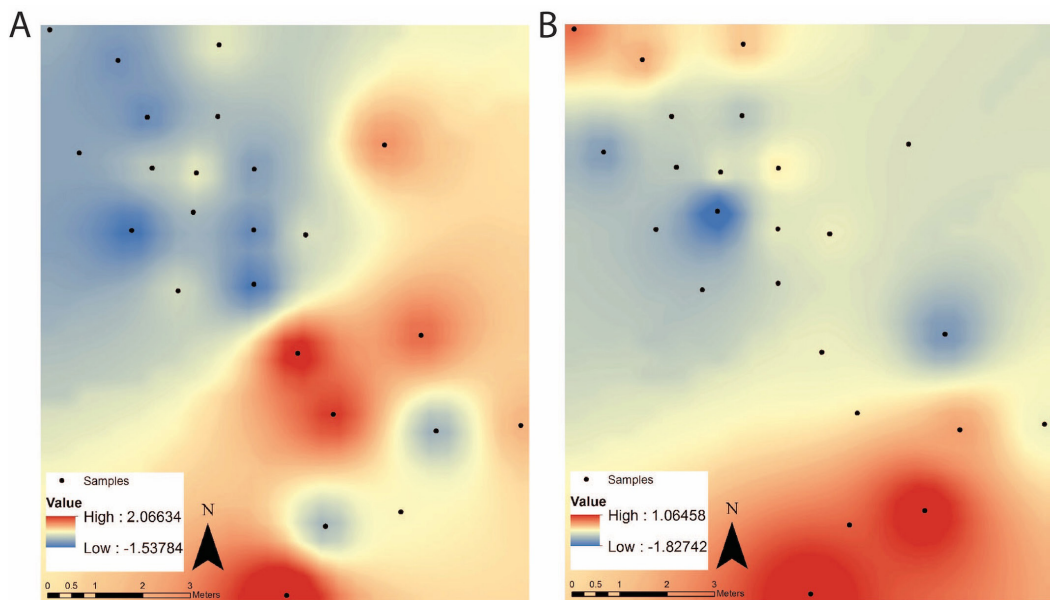 A
Samples
Value
High : 2.06634
Low : -1.53784
N
0 0.5 1 2 3
Meters
B
Samples
Value
High : 1.06458
Low : -1.82742
N
0 0.5 1 2 3
Meters